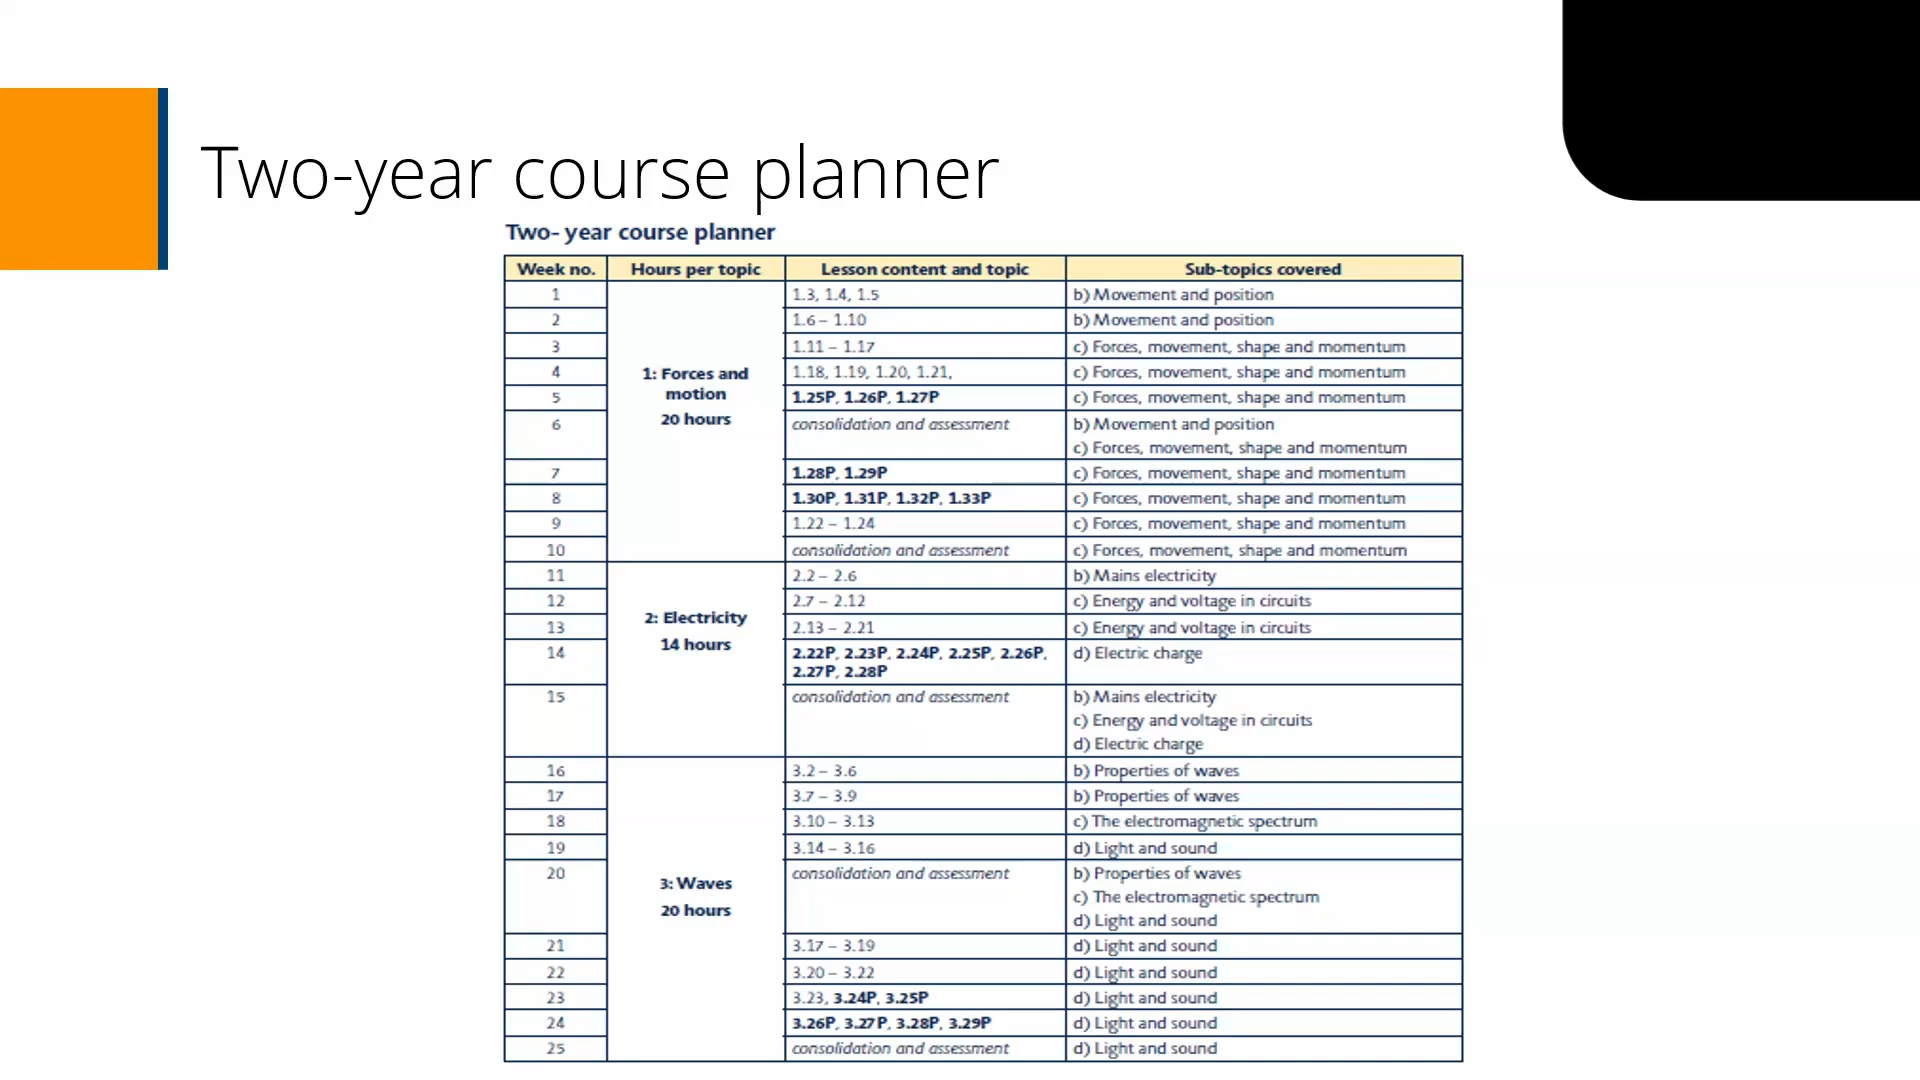 Two-year course planner
Two- year course planner
Week no. Hours per topic Lesson content and topic Sub-topics covered
1 1.3, 1.4, 1.5 b) Movement and position
2 1.6 – 1.10 b) Movement and position
3 1.11 – 1.17 c) Forces, movement, shape and momentum
1: Forces and
4 1.18, 1.19, 1.20, 1.21, c) Forces, movement, shape and momentum
motion
5 1.25P, 1.26P, 1.27P c) Forces, movement, shape and momentum
20 hours
6 consolidation and assessment b) Movement and position
c) Forces, movement, shape and momentum
7 1.28P, 1.29P c) Forces, movement, shape and momentum
8 1.30P, 1.31P, 1.32P, 1.33P c) Forces, movement, shape and momentum
9 1.22 – 1.24 c) Forces, movement, shape and momentum
10 consolidation and assessment c) Forces, movement, shape and momentum
11 2.2 – 2.6 b) Mains electricity
12 2.7 – 2.12 c) Energy and voltage in circuits
2: Electricity
13 2.13 – 2.21 c) Energy and voltage in circuits
14 hours
14 2.22P, 2.23P, 2.24P, 2.25P, 2.26P, d) Electric charge
2.27P, 2.28P
15 consolidation and assessment b) Mains electricity
c) Energy and voltage in circuits
d) Electric charge
16 3.2 – 3.6 b) Properties of waves
17 3.7 – 3.9 b) Properties of waves
18 3.10 – 3.13 c) The electromagnetic spectrum
19 3.14 – 3.16 d) Light and sound
20 consolidation and assessment b) Properties of waves
3: Waves
c) The electromagnetic spectrum
20 hours
d) Light and sound
21 3.17 – 3.19 d) Light and sound
22 3.20 – 3.22 d) Light and sound
23 3.23, 3.24P, 3.25P d) Light and sound
24 3.26P, 3.27P, 3.28P, 3.29P d) Light and sound
25 consolidation and assessment d) Light and sound